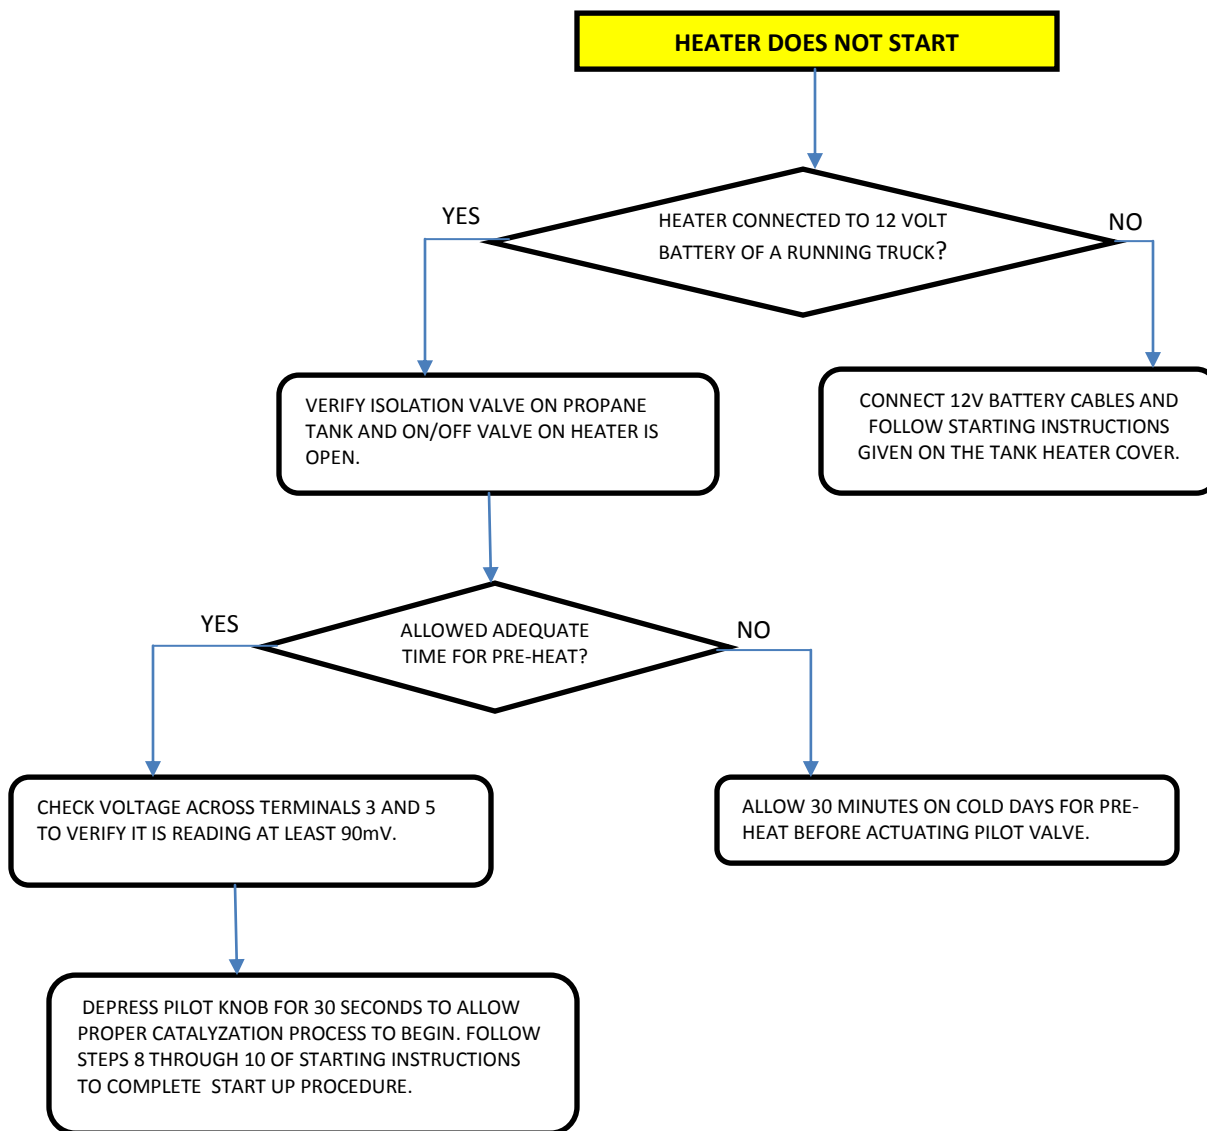 HEATER DOES NOT START
YES
HEATER CONNECTED TO 12 VOLT
BATTERY OF A RUNNING TRUCK?
NO
VERIFY ISOLATION VALVE ON PROPANE
TANK AND ON/OFF VALVE ON HEATER IS
OPEN.
CONNECT 12V BATTERY CABLES AND
FOLLOW STARTING INSTRUCTIONS
GIVEN ON THE TANK HEATER COVER.
YES
ALLOWED ADEQUATE
TIME FOR PRE-HEAT?
NO
CHECK VOLTAGE ACROSS TERMINALS 3 AND 5
TO VERIFY IT IS READING AT LEAST 90mV.
ALLOW 30 MINUTES ON COLD DAYS FOR PRE-
HEAT BEFORE ACTUATING PILOT VALVE.
DEPRESS PILOT KNOB FOR 30 SECONDS TO ALLOW
PROPER CATALYZATION PROCESS TO BEGIN. FOLLOW
STEPS 8 THROUGH 10 OF STARTING INSTRUCTIONS
TO COMPLETE  START UP PROCEDURE.